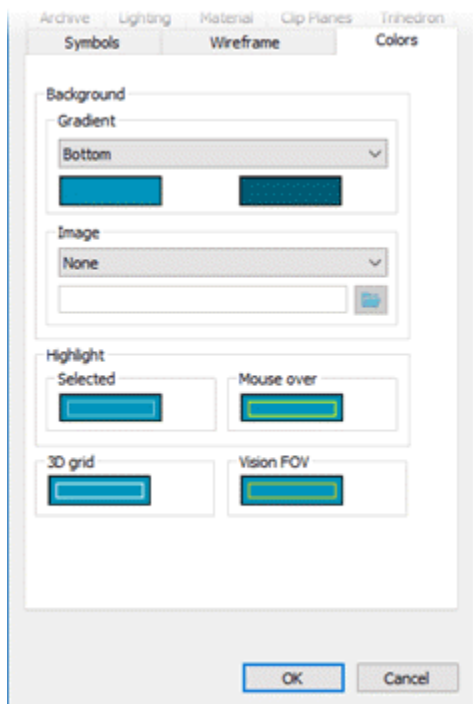 Archive Lighting Material Clip Planes Trihedron
Symbols Wireframe Colors
Background
Gradient
Bottom
Image
None
Highlight
Selected Mouse over
3D grid Vision FOV
OK Cancel